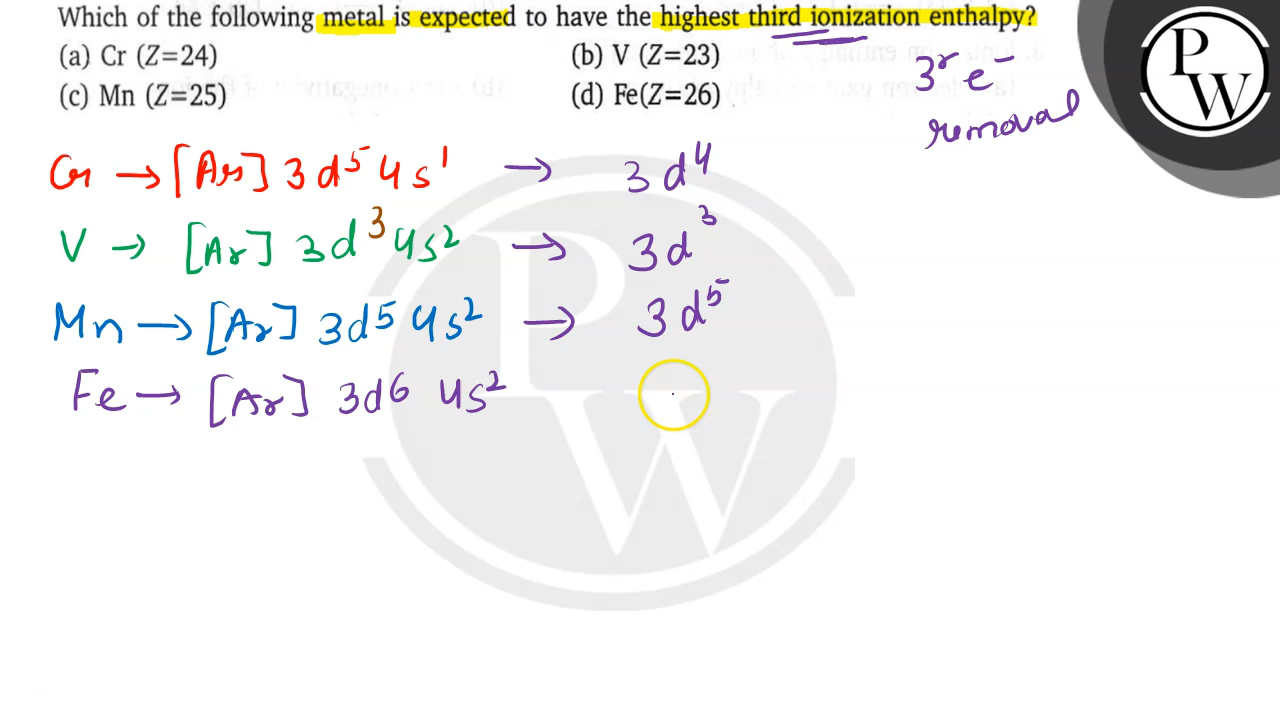 Which of the following metal is expected to have the highest third ionization enthalpy?
(a) Cr (Z=24) (b) V (Z=23)
(c) Mn (Z=25) (d) Fe(Z=26)
3r e-
removal
Cr → [Ar] 3d⁵ 4s¹ → 3d⁴
V → [Ar] 3d³ 4s² → 3d³
Mn → [Ar] 3d⁵ 4s² → 3d⁵
Fe → [Ar] 3d⁶ 4s²
PW
PW